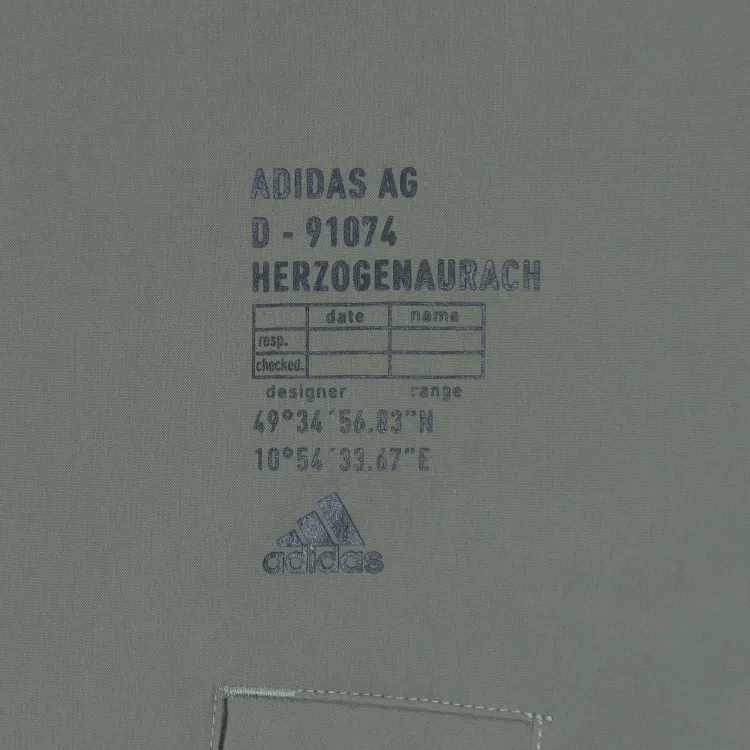 ADIDAS AG
D - 91074
HERZOGENAURACH
date name
resp.
checked.
designer range
49°34´56.83"N
10°54´33.67"E
adidas